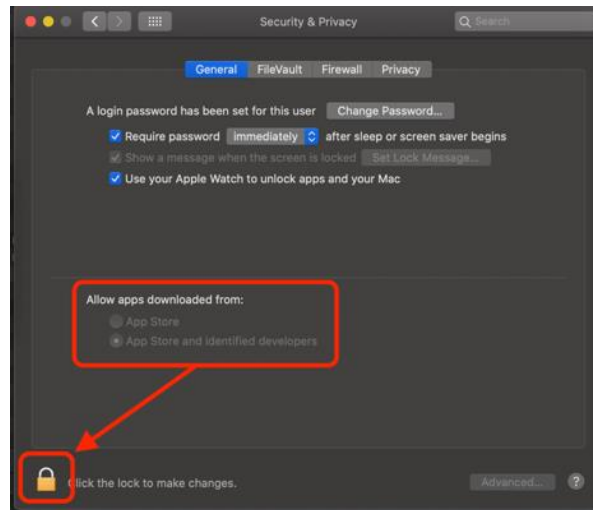 Security & Privacy
Search
General FileVault Firewall Privacy
A login password has been set for this user Change Password...
Require password immediately after sleep or screen saver begins
Show a message when the screen is locked Set Lock Message...
Use your Apple Watch to unlock apps and your Mac
Allow apps downloaded from:
App Store
App Store and identified developers
Click the lock to make changes.
Advanced... ?